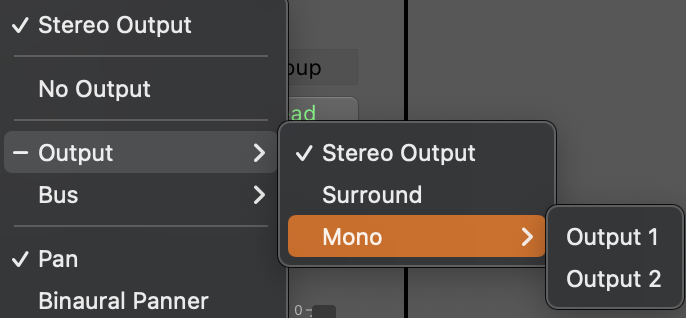 ✓ Stereo Output
No Output
– Output >
Bus >
✓ Pan
Binaural Panner
oup
ad
✓ Stereo Output
Surround
Mono >
Output 1
Output 2
0